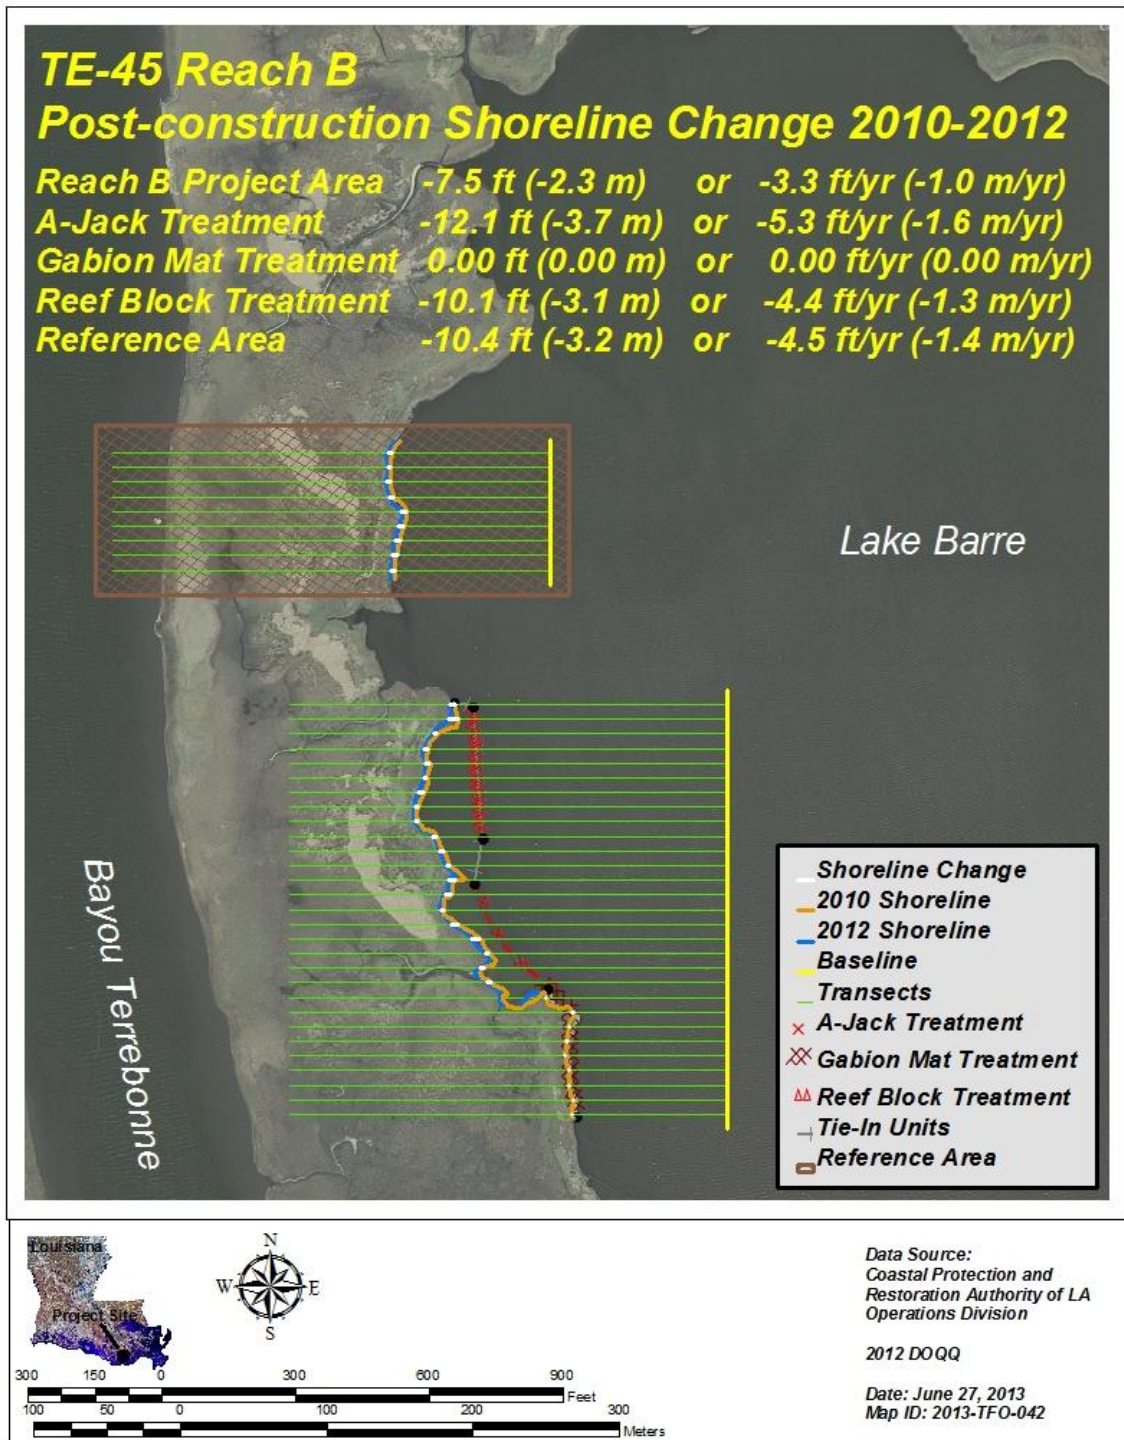 TE-45 Reach B
Post-construction Shoreline Change 2010-2012
Reach B Project Area -7.5 ft (-2.3 m) or -3.3 ft/yr (-1.0 m/yr)
A-Jack Treatment -12.1 ft (-3.7 m) or -5.3 ft/yr (-1.6 m/yr)
Gabion Mat Treatment 0.00 ft (0.00 m) or 0.00 ft/yr (0.00 m/yr)
Reef Block Treatment -10.1 ft (-3.1 m) or -4.4 ft/yr (-1.3 m/yr)
Reference Area -10.4 ft (-3.2 m) or -4.5 ft/yr (-1.4 m/yr)
Lake Barre
Bayou Terrebonne
Shoreline Change
2010 Shoreline
2012 Shoreline
Baseline
Transects
A-Jack Treatment
Gabion Mat Treatment
Reef Block Treatment
Tie-In Units
Reference Area
Louisiana
Project Site
N
W E
S
300 150 0 300 600 900
Feet
100 50 0 100 200 300
Meters
Data Source:
Coastal Protection and
Restoration Authority of LA
Operations Division
2012 DOQQ
Date: June 27, 2013
Map ID: 2013-TFO-042